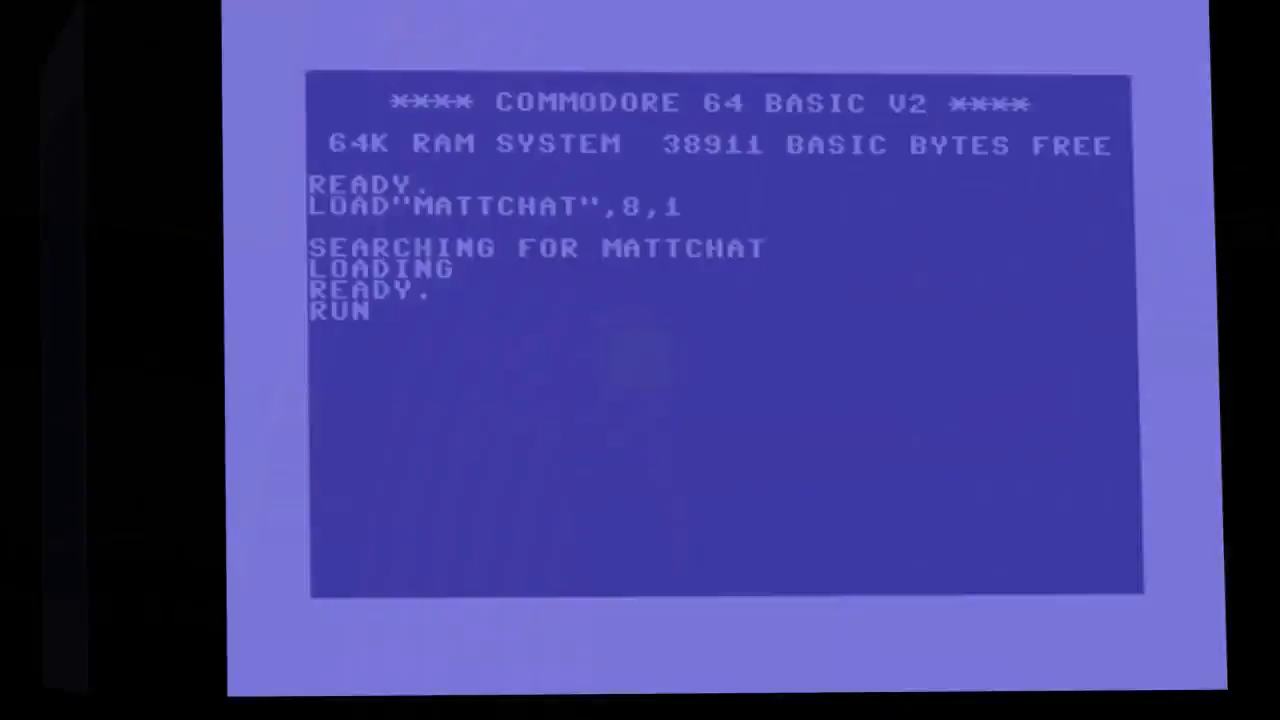 **** COMMODORE 64 BASIC V2 ****
64K RAM SYSTEM  38911 BASIC BYTES FREE
READY.
LOAD"MATTCHAT",8,1
SEARCHING FOR MATTCHAT
LOADING
READY.
RUN